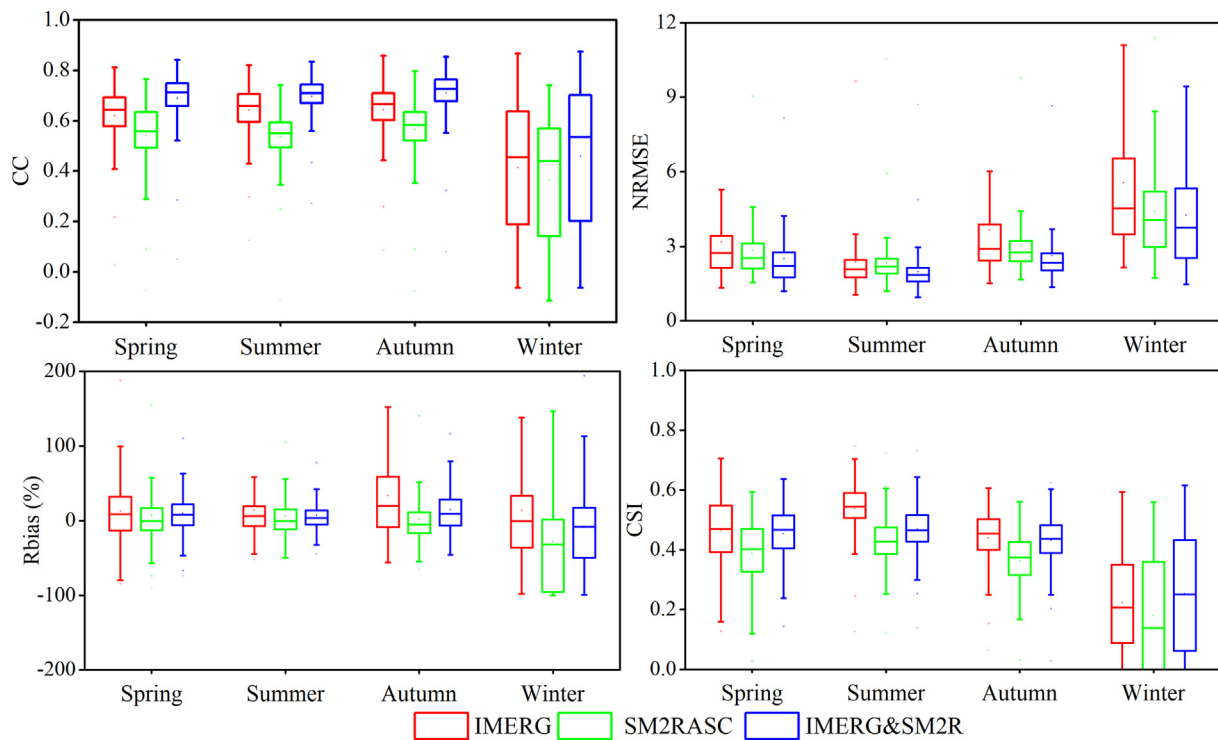 CC
1.0
0.8
0.6
0.4
0.2
0.0
-0.2
Spring Summer Autumn Winter
NRMSE
12
9
6
3
0
Spring Summer Autumn Winter
Rbias (%)
200
100
0
-100
-200
Spring Summer Autumn Winter
CSI
1.0
0.8
0.6
0.4
0.2
0.0
Spring Summer Autumn Winter
IMERG SM2RASC IMERG&SM2R